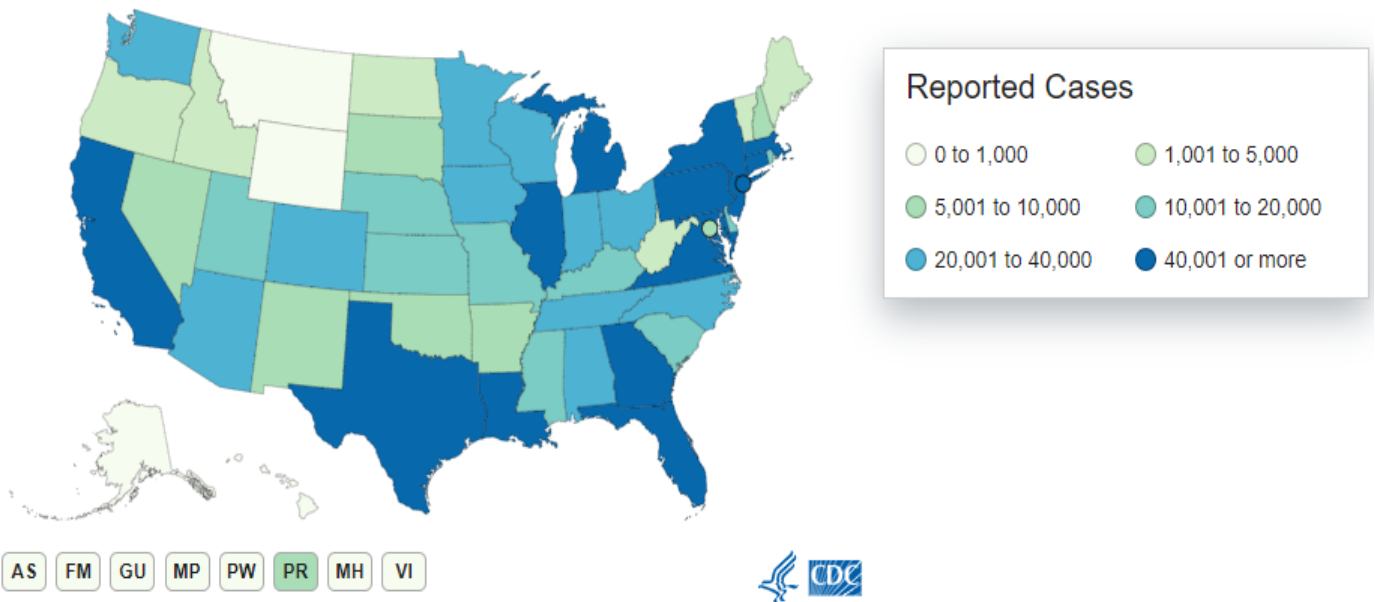 Reported Cases
0 to 1,000 1,001 to 5,000
5,001 to 10,000 10,001 to 20,000
20,001 to 40,000 40,001 or more
AS FM GU MP PW PR MH VI
CDC